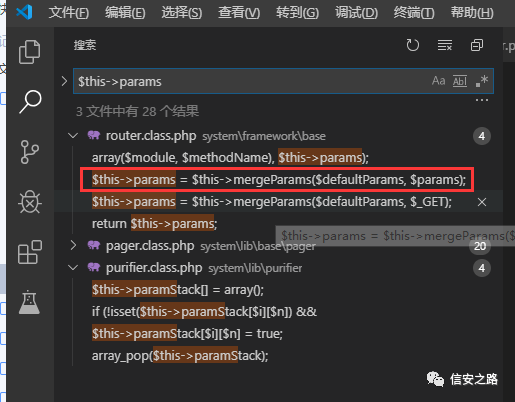 文件(F) 编辑(E) 选择(S) 查看(V) 转到(G) 调试(D) 终端(T) 帮助(H)
搜索
$this->params
Aa Abl .*
3 文件中有 28 个结果
router.class.php system\framework\base 4
array($module, $methodName), $this->params);
$this->params = $this->mergeParams($defaultParams, $params);
$this->params = $this->mergeParams($defaultParams, $_GET);
return $this->params;
$this->params = $this->mergeParams($
pager.class.php system\lib\base\pager 20
purifier.class.php system\lib\purifier 4
$this->paramStack[] = array();
if (!isset($this->paramStack[$i][$n]) &&
$this->paramStack[$i][$n] = true;
array_pop($this->paramStack);
信安之路